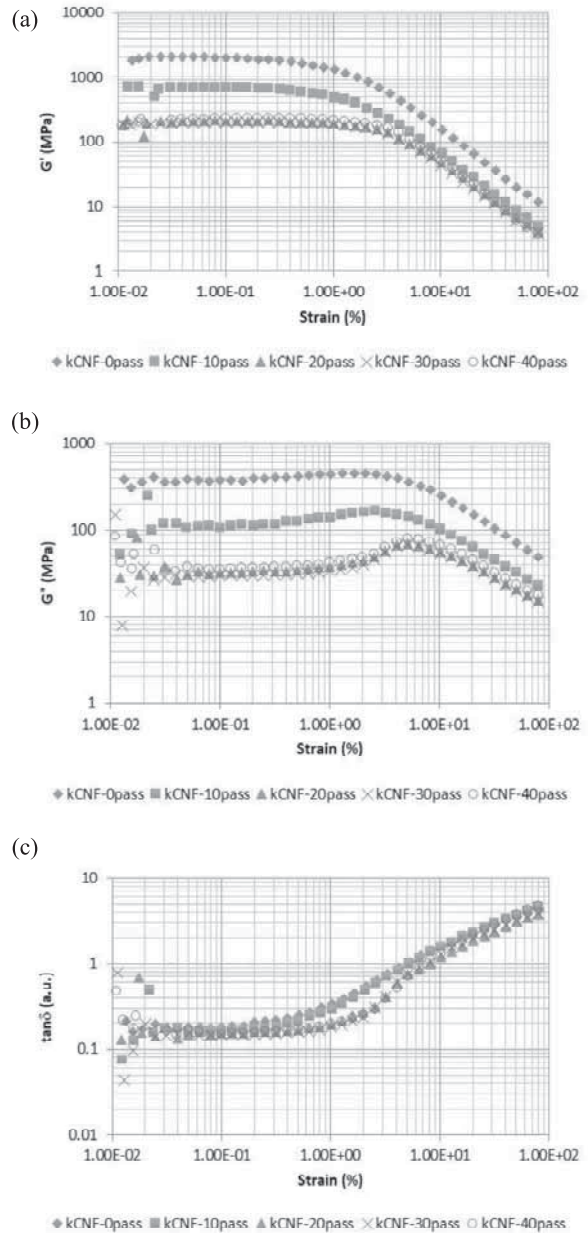 (a)
10000
1000
100
10
1
G' (MPa)
1.00E-02 1.00E-01 1.00E+00 1.00E+01 1.00E+02
Strain (%)
kCNF-0pass kCNF-10pass kCNF-20pass kCNF-30pass kCNF-40pass
(b)
1000
100
10
1
G" (MPa)
1.00E-02 1.00E-01 1.00E+00 1.00E+01 1.00E+02
Strain (%)
kCNF-0pass kCNF-10pass kCNF-20pass kCNF-30pass kCNF-40pass
(c)
10
1
0.1
0.01
tanδ (a.u.)
1.00E-02 1.00E-01 1.00E+00 1.00E+01 1.00E+02
Strain (%)
kCNF-0pass kCNF-10pass kCNF-20pass kCNF-30pass kCNF-40pass